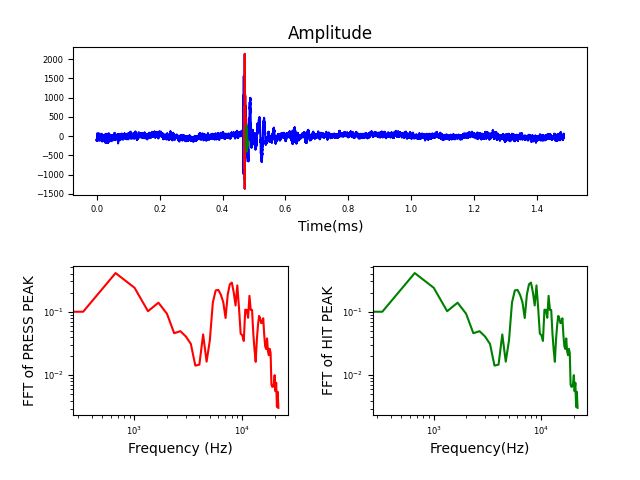 Amplitude
2000
1500
1000
500
0
−500
−1000
−1500
0.0 0.2 0.4 0.6 0.8 1.0 1.2 1.4
Time(ms)
FFT of PRESS PEAK
10⁻¹
10⁻²
10³ 10⁴
Frequency (Hz)
FFT of HIT PEAK
10⁻¹
10⁻²
10³ 10⁴
Frequency(Hz)